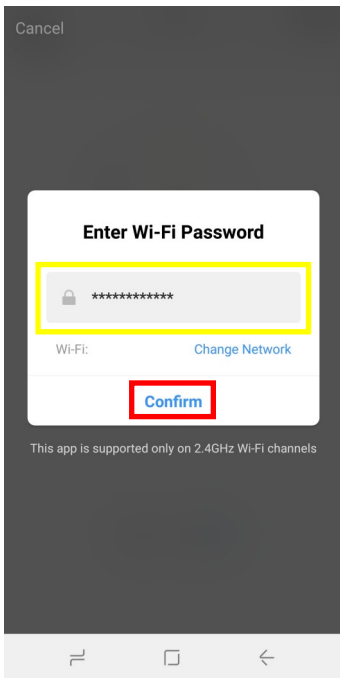 Cancel
Enter Wi-Fi Password
************
Wi-Fi: Change Network
Confirm
This app is supported only on 2.4GHz Wi-Fi channels